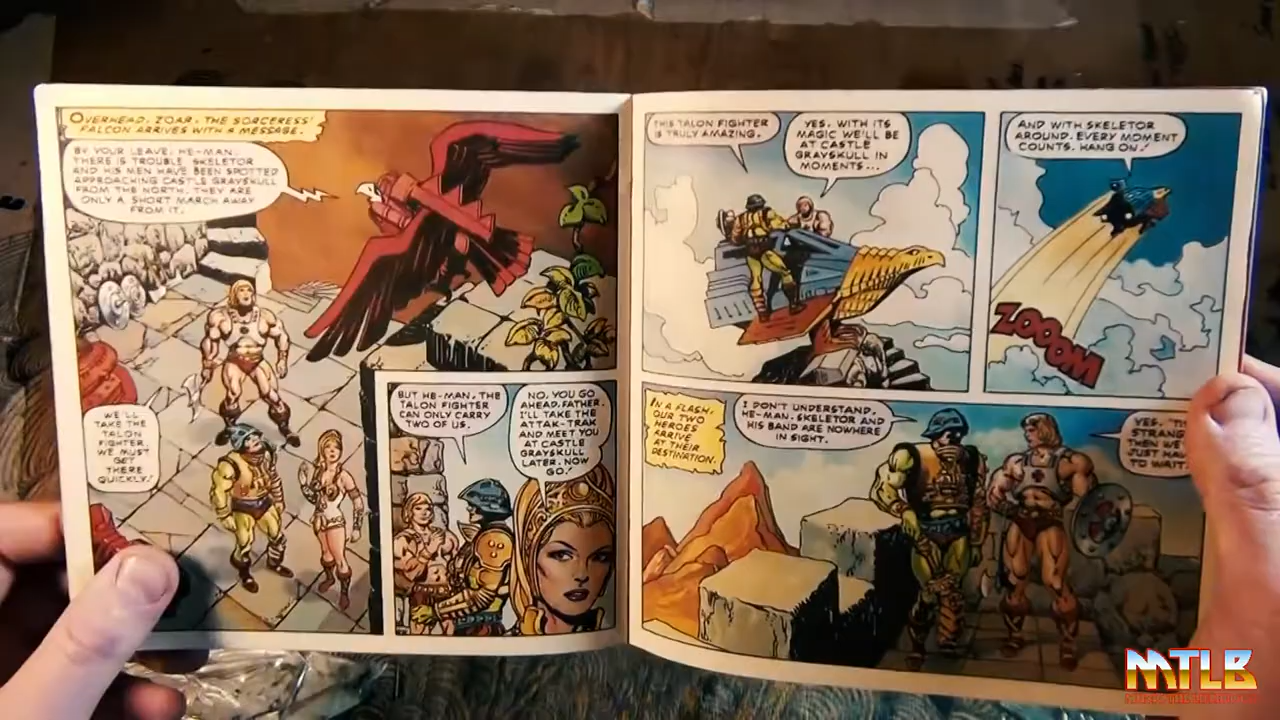 OVERHEAD, ZOAR, THE SORCERESS'
FALCON ARRIVES WITH A MESSAGE.
BY YOUR LEAVE, HE-MAN.
THERE IS TROUBLE. SKELETOR
AND HIS MEN HAVE BEEN SPOTTED
APPROACHING CASTLE GRAYSKULL
FROM THE NORTH. THEY ARE
ONLY A SHORT MARCH AWAY
FROM IT.
WE'LL
TAKE THE
TALON
FIGHTER.
WE MUST
GET
THERE
QUICKLY!
BUT HE-MAN, THE
TALON FIGHTER
CAN ONLY CARRY
TWO OF US.
NO, YOU GO
AHEAD, FATHER.
I'LL TAKE THE
ATTAK-TRAK
AND MEET YOU
AT CASTLE
GRAYSKULL
LATER. NOW
GO!
THIS TALON FIGHTER
IS TRULY AMAZING.
YES. WITH ITS
MAGIC WE'LL BE
AT CASTLE
GRAYSKULL IN
MOMENTS...
AND WITH SKELETOR
AROUND, EVERY MOMENT
COUNTS. HANG ON!
ZOOOM
IN A FLASH,
OUR TWO
HEROES
ARRIVE
AT THEIR
DESTINATION.
I DON'T UNDERSTAND,
HE-MAN. SKELETOR AND
HIS BAND ARE NOWHERE
IN SIGHT.
YES. 'TIS
STRANG
THEN WE'
JUST HAV
TO WAIT.
MTLB